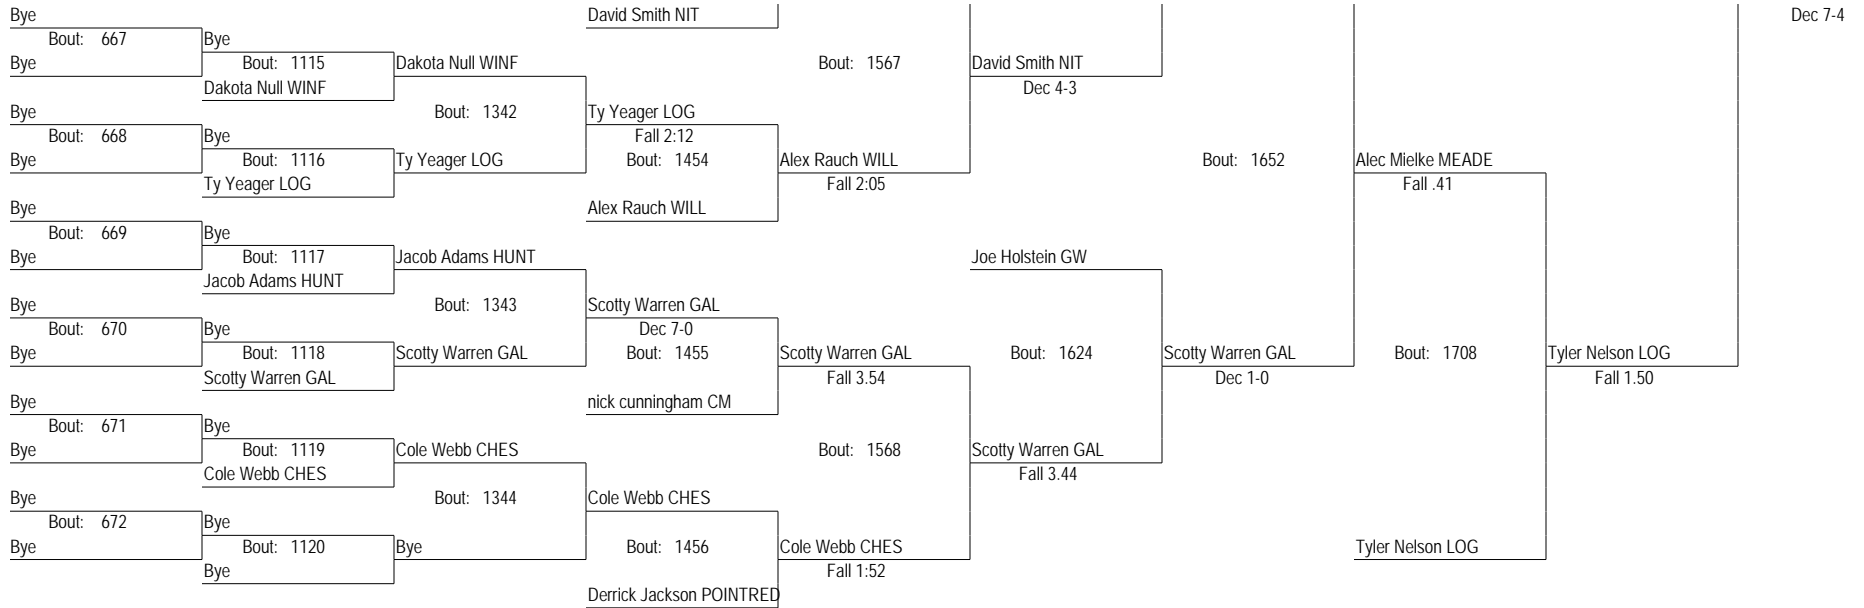 Bye
David Smith NIT
Dec 7-4
Bout: 667
Bye
Bye
Bout: 1115
Dakota Null WINF
Bout: 1567
David Smith NIT
Dakota Null WINF
Dec 4-3
Bye
Bout: 1342
Ty Yeager LOG
Bout: 668
Bye
Fall 2:12
Bye
Bout: 1116
Ty Yeager LOG
Bout: 1454
Alex Rauch WILL
Bout: 1652
Alec Mielke MEADE
Ty Yeager LOG
Fall 2:05
Fall .41
Bye
Alex Rauch WILL
Bout: 669
Bye
Bye
Bout: 1117
Jacob Adams HUNT
Joe Holstein GW
Jacob Adams HUNT
Bye
Bout: 1343
Scotty Warren GAL
Bout: 670
Bye
Dec 7-0
Bye
Bout: 1118
Scotty Warren GAL
Bout: 1455
Scotty Warren GAL
Bout: 1624
Scotty Warren GAL
Bout: 1708
Tyler Nelson LOG
Scotty Warren GAL
Fall 3.54
Dec 1-0
Fall 1.50
Bye
nick cunningham CM
Bout: 671
Bye
Bye
Bout: 1119
Cole Webb CHES
Bout: 1568
Scotty Warren GAL
Cole Webb CHES
Fall 3.44
Bye
Bout: 1344
Cole Webb CHES
Bout: 672
Bye
Bye
Bout: 1120
Bye
Bout: 1456
Cole Webb CHES
Tyler Nelson LOG
Bye
Fall 1:52
Derrick Jackson POINTRED